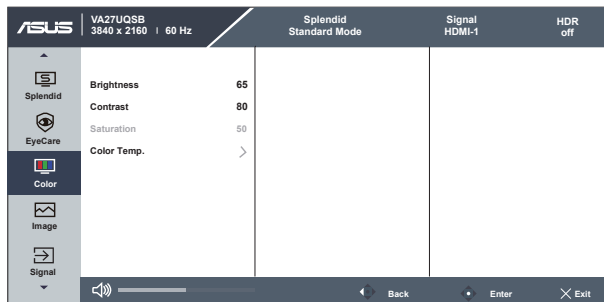 ASUS
VA27UQSB
3840 x 2160 | 60 Hz
Splendid
Standard Mode
Signal
HDMI-1
HDR
off
Splendid
EyeCare
Color
Image
Signal
Brightness 65
Contrast 80
Saturation 50
Color Temp.
Back
Enter
Exit